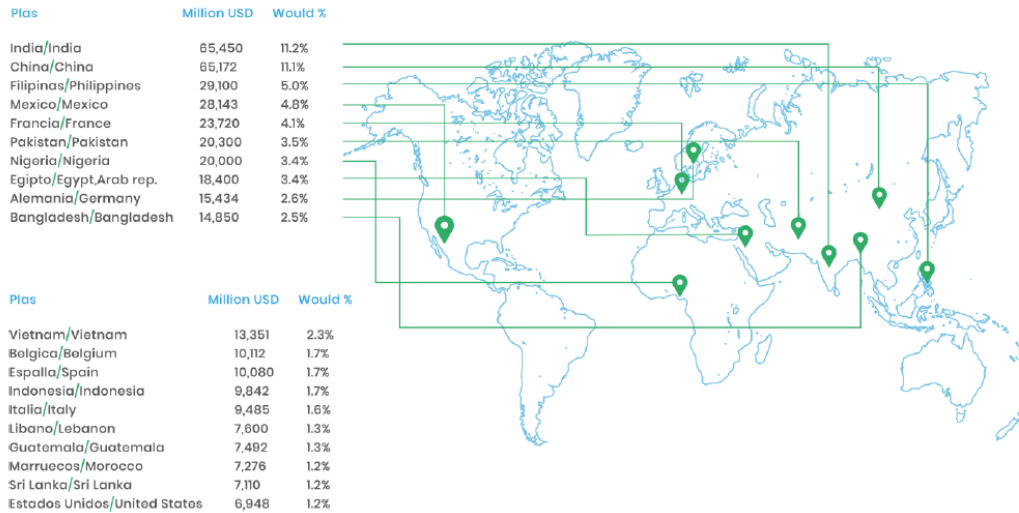 Plas Million USD Would %
India/India 65,450 11.2%
China/China 65,172 11.1%
Filipinas/Philippines 29,100 5.0%
Mexico/Mexico 28,143 4.8%
Francia/France 23,720 4.1%
Pakistan/Pakistan 20,300 3.5%
Nigeria/Nigeria 20,000 3.4%
Egipto/Egypt,Arab rep. 18,400 3.4%
Alemania/Germany 15,434 2.6%
Bangladesh/Bangladesh 14,850 2.5%
Plas Million USD Would %
Vietnam/Vietnam 13,351 2.3%
Belgica/Belgium 10,112 1.7%
Espalla/Spain 10,080 1.7%
Indonesia/Indonesia 9,842 1.7%
Italia/Italy 9,485 1.6%
Libano/Lebanon 7,600 1.3%
Guatemala/Guatemala 7,492 1.3%
Marruecos/Morocco 7,276 1.2%
Sri Lanka/Sri Lanka 7,110 1.2%
Estados Unidos/United States 6,948 1.2%